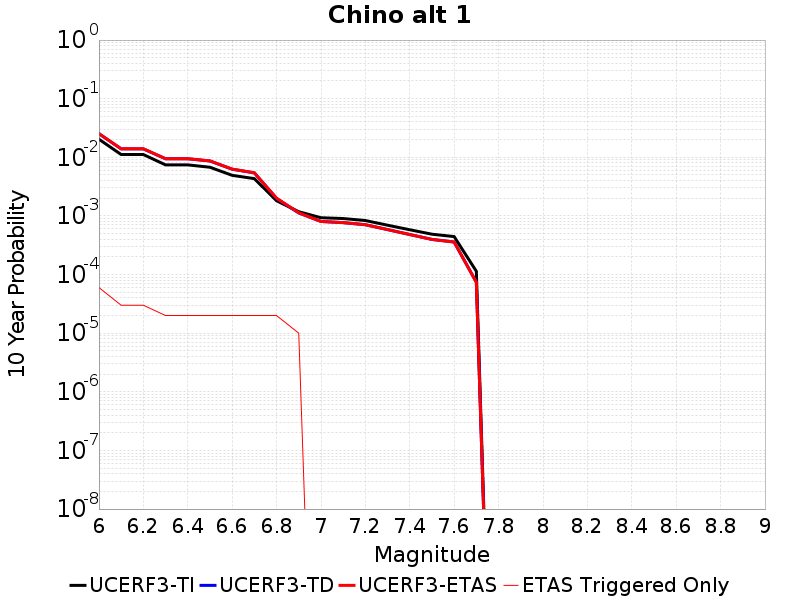 Chino alt 1
10^0
10^-1
10^-2
10^-3
10^-4
10^-5
10^-6
10^-7
10^-8
10 Year Probability
6 6.2 6.4 6.6 6.8 7 7.2 7.4 7.6 7.8 8 8.2 8.4 8.6 8.8 9
Magnitude
UCERF3-TI UCERF3-TD UCERF3-ETAS ETAS Triggered Only